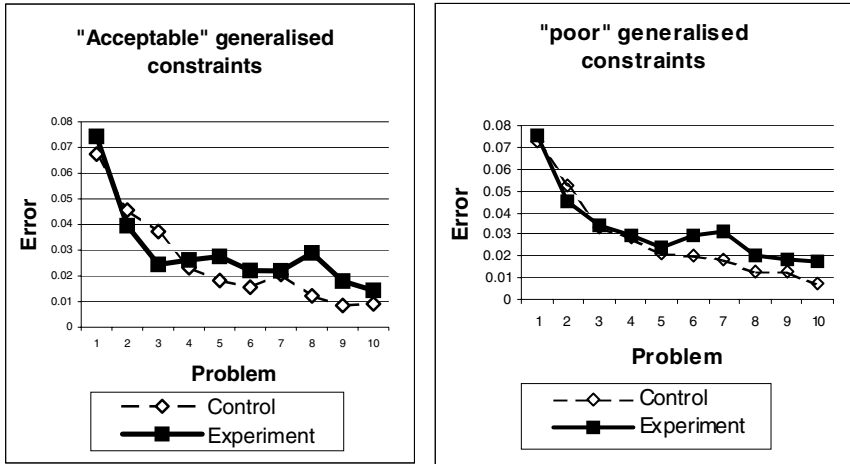 "Acceptable" generalised
constraints
0.08
0.07
0.06
0.05
0.04
0.03
0.02
0.01
0
Error
1 2 3 4 5 6 7 8 9 10
Problem
Control
Experiment
"poor" generalised
constraints
0.08
0.07
0.06
0.05
0.04
0.03
0.02
0.01
0
Error
1 2 3 4 5 6 7 8 9 10
Problem
Control
Experiment